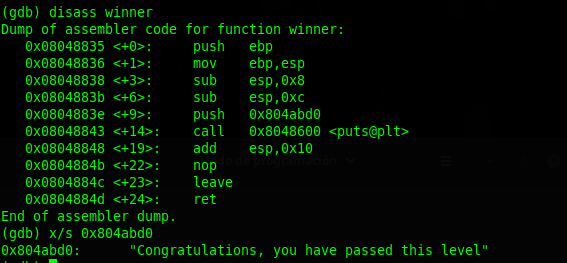 (gdb) disass winner
Dump of assembler code for function winner:
   0x08048835 <+0>:     push   ebp
   0x08048836 <+1>:     mov    ebp,esp
   0x08048838 <+3>:     sub    esp,0x8
   0x0804883b <+6>:     sub    esp,0xc
   0x0804883e <+9>:     push   0x804abd0
   0x08048843 <+14>:    call   0x8048600 <puts@plt>
   0x08048848 <+19>:    add    esp,0x10
   0x0804884b <+22>:    nop
   0x0804884c <+23>:    leave
   0x0804884d <+24>:    ret
End of assembler dump.
(gdb) x/s 0x804abd0
0x804abd0:      "Congratulations, you have passed this level"